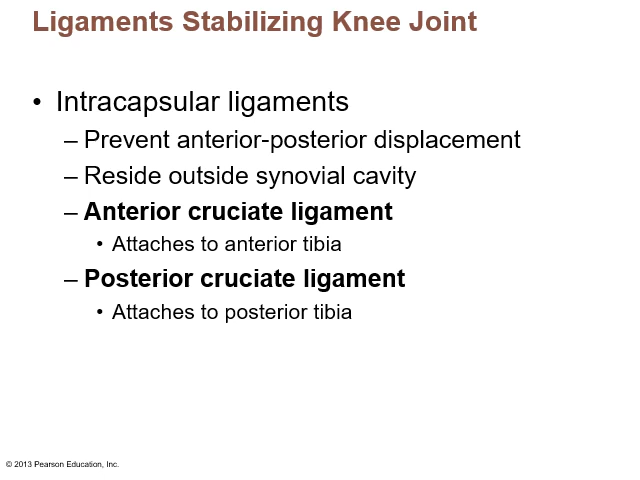 Ligaments Stabilizing Knee Joint
• Intracapsular ligaments
– Prevent anterior-posterior displacement
– Reside outside synovial cavity
– Anterior cruciate ligament
• Attaches to anterior tibia
– Posterior cruciate ligament
• Attaches to posterior tibia
© 2013 Pearson Education, Inc.